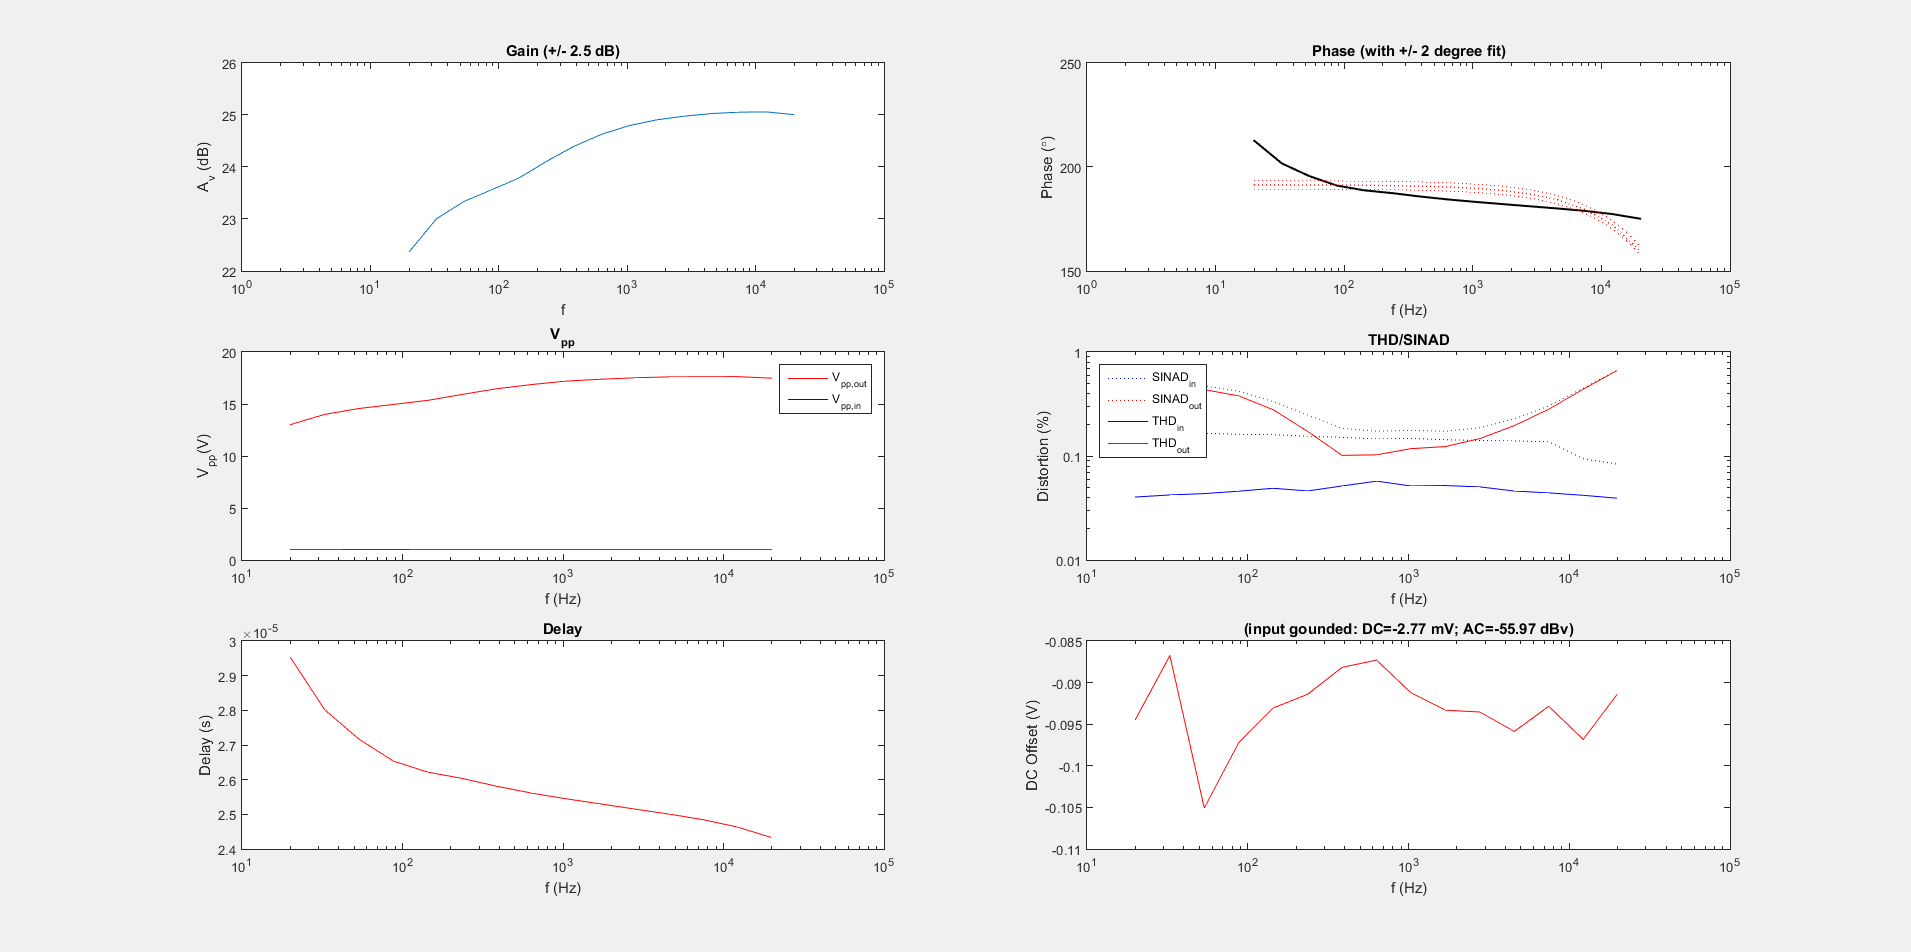 Gain (+/- 2.5 dB)
26
25
24
23
22
A_v (dB)
10^0 10^1 10^2 10^3 10^4 10^5
f
Phase (with +/- 2 degree fit)
250
200
150
Phase (°)
10^0 10^1 10^2 10^3 10^4 10^5
f (Hz)
V_pp
20
15
10
5
0
V_pp (V)
V_pp,out
V_pp,in
10^1 10^2 10^3 10^4 10^5
f (Hz)
THD/SINAD
1
0.1
0.01
Distortion (%)
SINAD_in
SINAD_out
THD_in
THD_out
10^1 10^2 10^3 10^4 10^5
f (Hz)
Delay
×10^-5
3
2.9
2.8
2.7
2.6
2.5
2.4
Delay (s)
10^1 10^2 10^3 10^4 10^5
f (Hz)
(input gounded: DC=-2.77 mV; AC=-55.97 dBv)
-0.085
-0.09
-0.095
-0.1
-0.105
-0.11
DC Offset (V)
10^1 10^2 10^3 10^4 10^5
f (Hz)